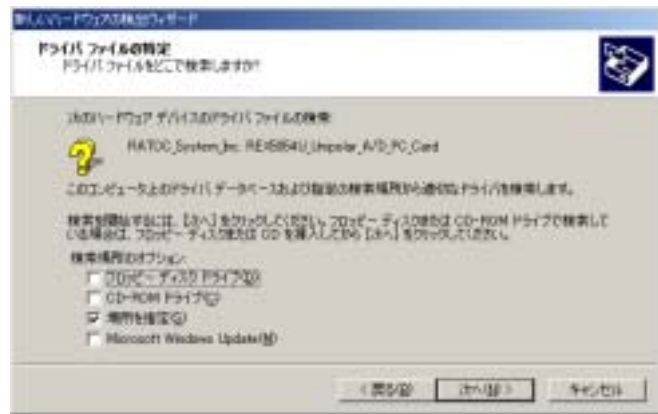 新しいハードウェアの検出ウィザード
ドライバ ファイルの特定
ドライバ ファイルをどこで検索しますか?
次のハードウェア デバイスのドライバ ファイルの検索:
RATOC_System_Inc. REX5054U_Unipolar_A/D_PC_Card
このコンピュータ上のドライバ データベースおよび指定の検索場所から適切なドライバを検索します。
検索を開始するには、[次へ] をクリックしてください。フロッピー ディスクまたは CD-ROM ドライブで検索して
いる場合は、フロッピー ディスクまたは CD を挿入してから [次へ] をクリックしてください。
検索場所のオプション:
フロッピー ディスク ドライブ(D)
CD-ROM ドライブ(C)
場所を指定(S)
Microsoft Windows Update(M)
< 戻る(B)
次へ(N) >
キャンセル